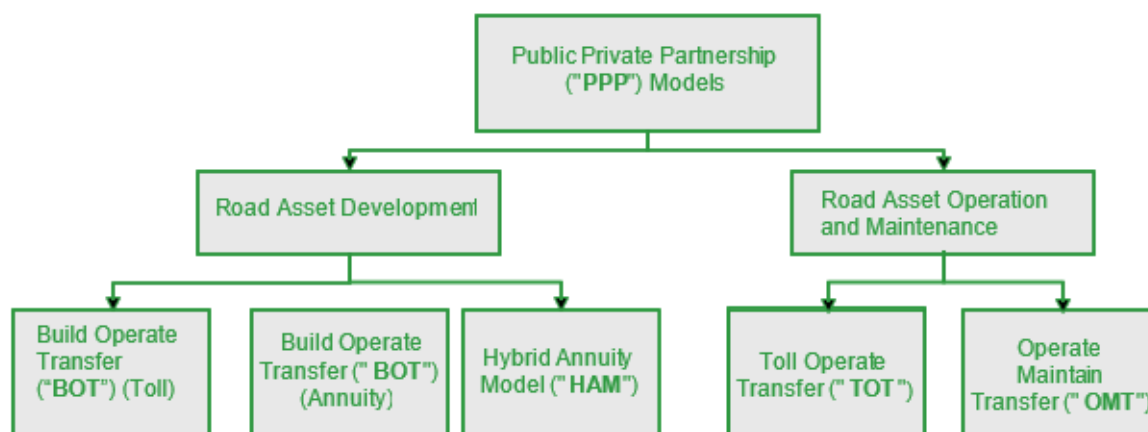 Public Private Partnership
("PPP") Models
Road Asset Development
Road Asset Operation
and Maintenance
Build Operate
Transfer
(“BOT”) (Toll)
Build Operate
Transfer (" BOT")
(Annuity)
Hybrid Annuity
Model ("HAM")
Toll Operate
Transfer (" TOT")
Operate
Maintain
Transfer (" OMT")